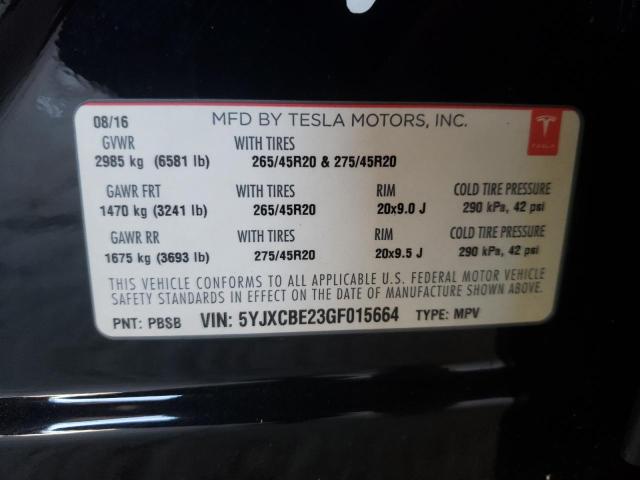 08/16 MFD BY TESLA MOTORS, INC.
GVWR WITH TIRES
2985 kg (6581 lb) 265/45R20 & 275/45R20
GAWR FRT WITH TIRES RIM COLD TIRE PRESSURE
1470 kg (3241 lb) 265/45R20 20x9.0 J 290 kPa, 42 psi
GAWR RR WITH TIRES RIM COLD TIRE PRESSURE
1675 kg (3693 lb) 275/45R20 20x9.5 J 290 kPa, 42 psi
THIS VEHICLE CONFORMS TO ALL APPLICABLE U.S. FEDERAL MOTOR VEHICLE
SAFETY STANDARDS IN EFFECT ON THE DATE OF MANUFACTURE SHOWN ABOVE.
PNT: PBSB VIN: 5YJXCBE23GF015664 TYPE: MPV
TESLA